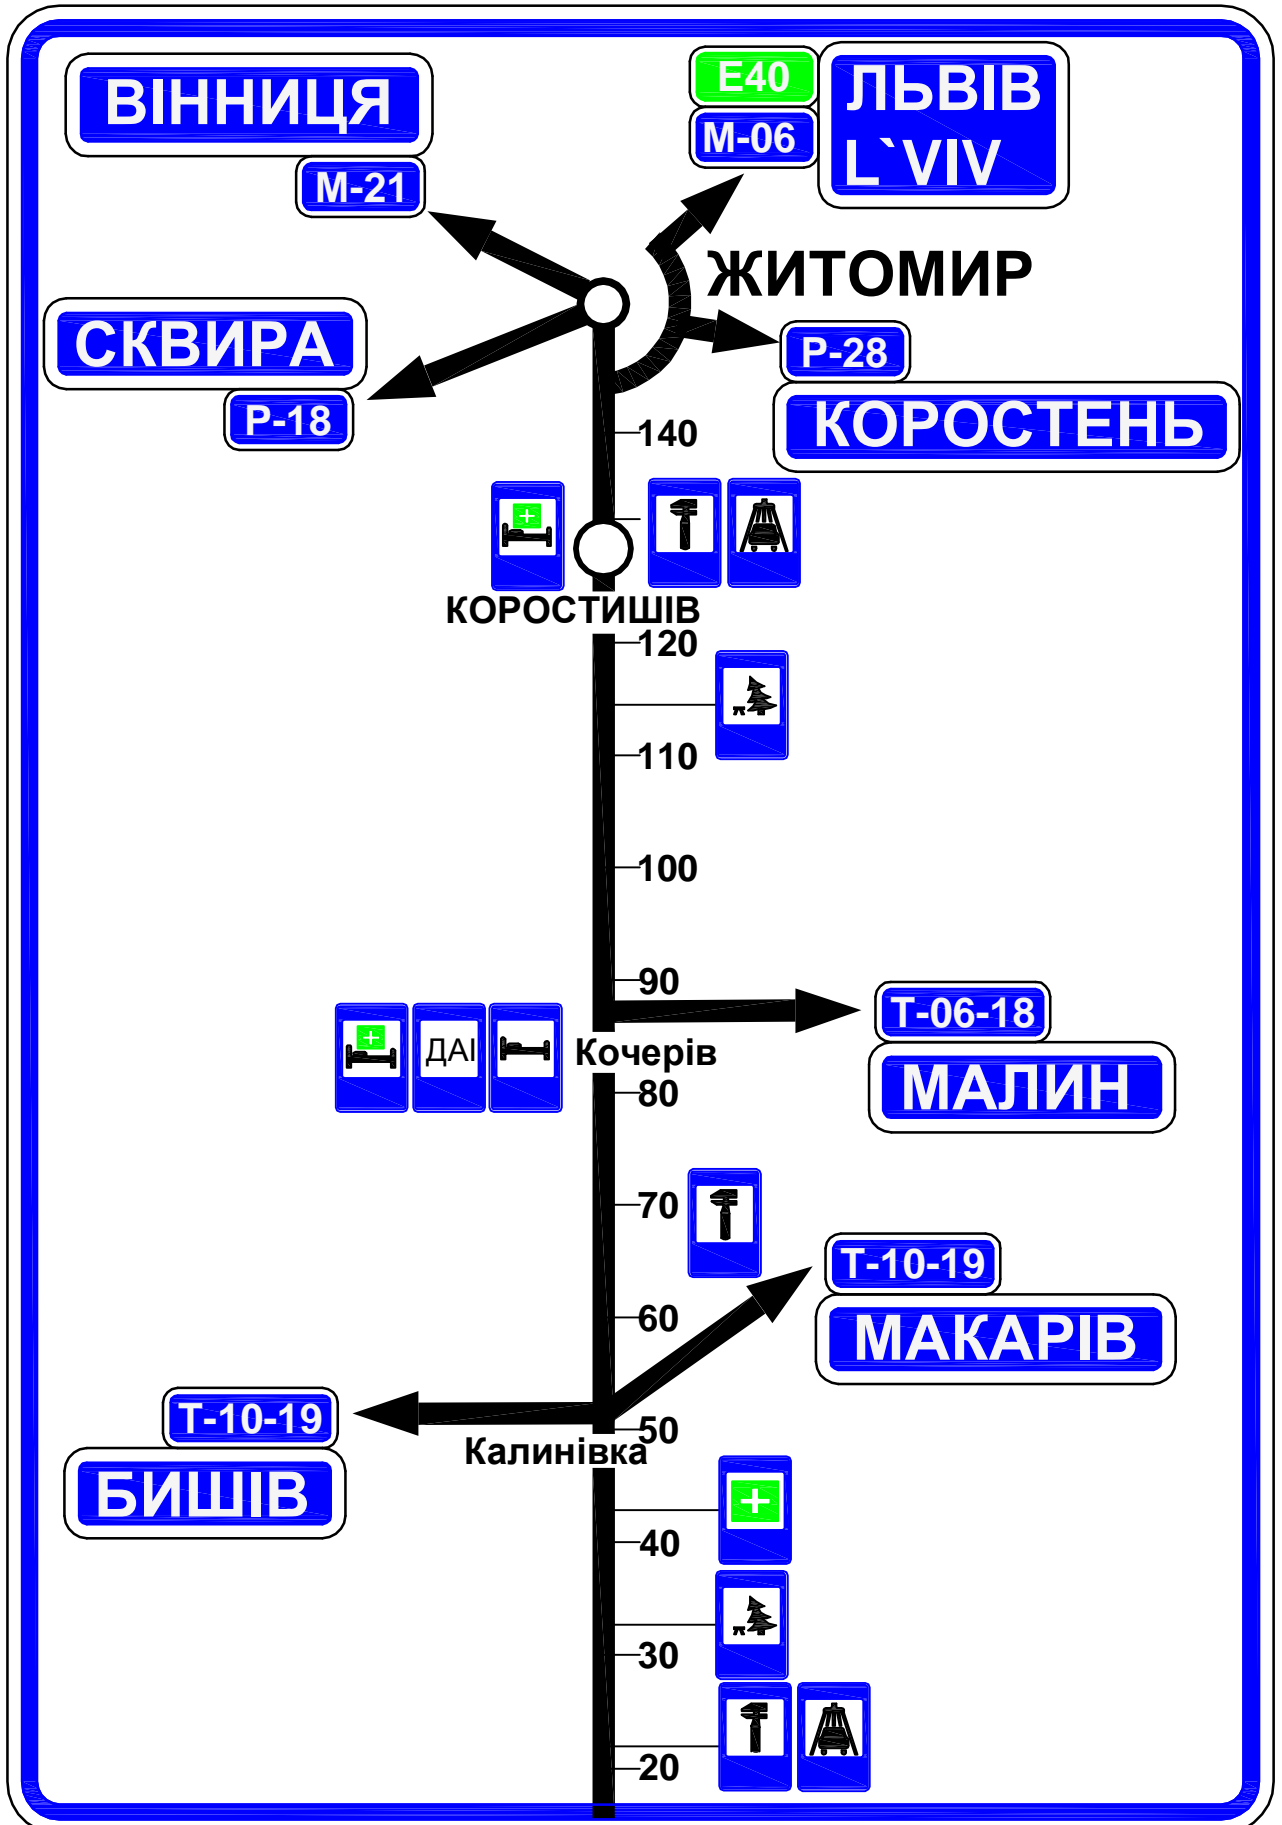 ВІННИЦЯ
М-21
Е40
М-06
ЛЬВІВ
L`VIV
ЖИТОМИР
СКВИРА
Р-18
Р-28
КОРОСТЕНЬ
140
КОРОСТИШІВ
120
110
100
90
Т-06-18
МАЛИН
ДАІ
Кочерів
80
70
Т-10-19
МАКАРІВ
60
Т-10-19
БИШІВ
50
Калинівка
40
30
20